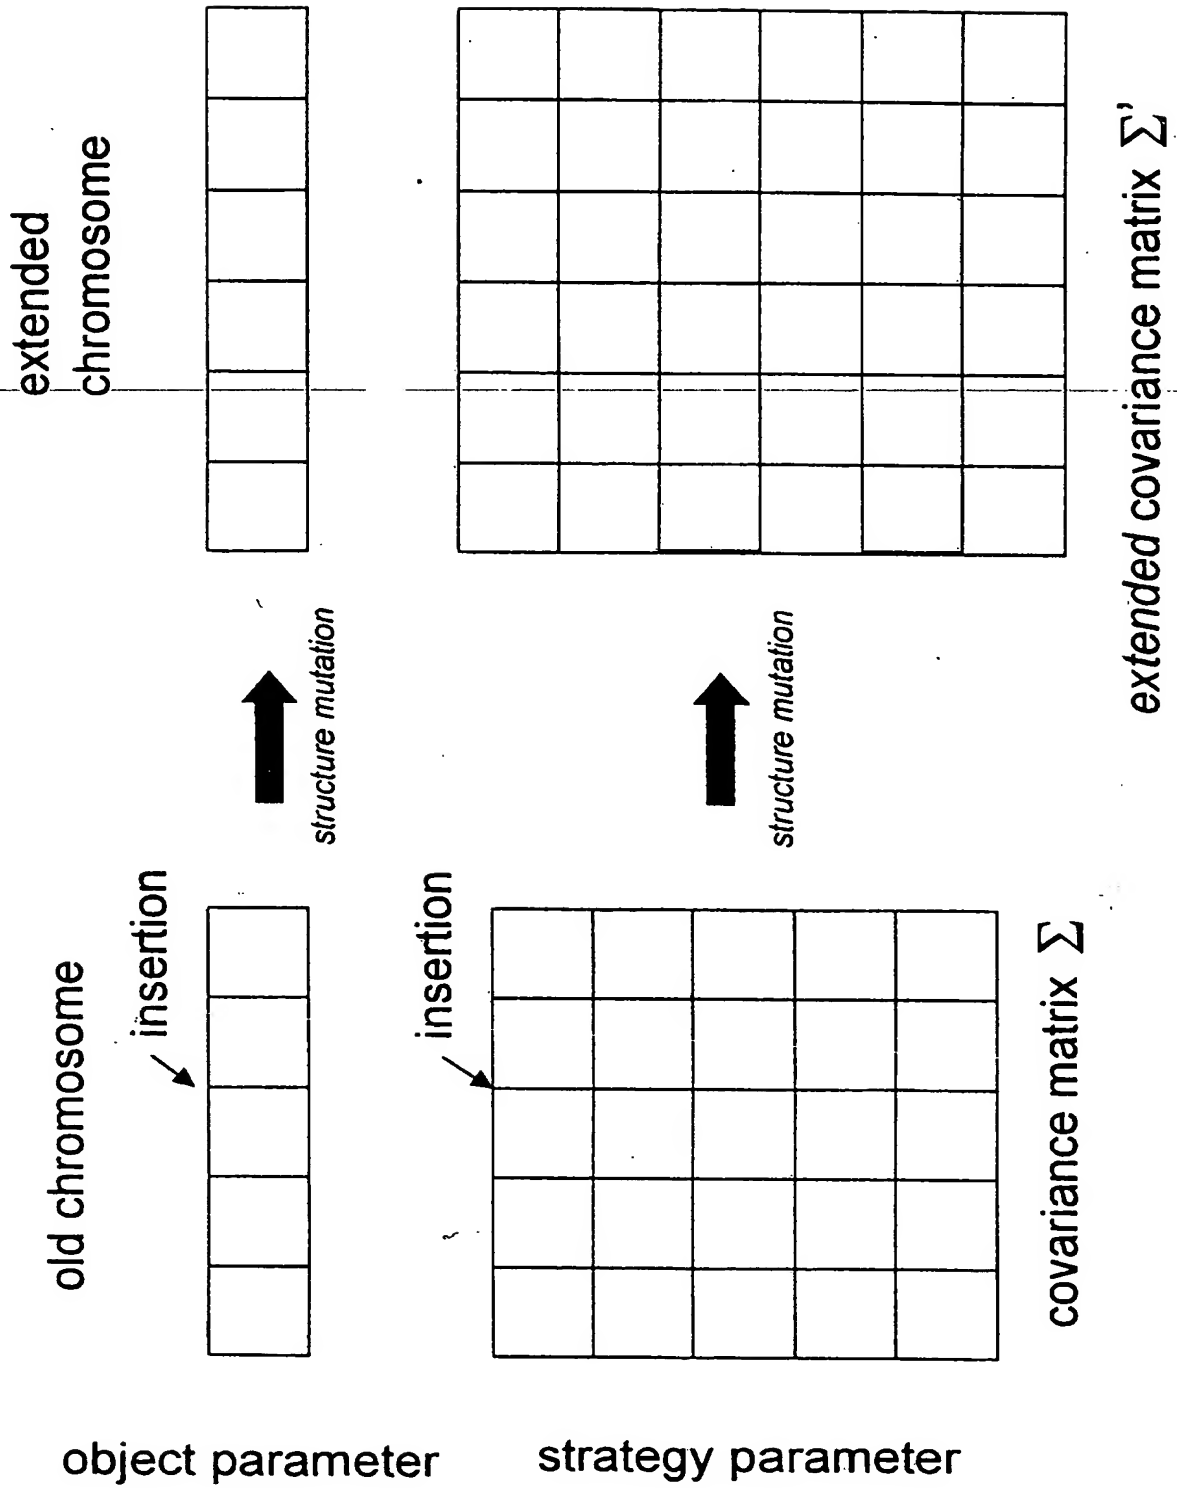 old chromosome
extended
chromosome
insertion
structure mutation
object parameter
insertion
structure mutation
strategy parameter
covariance matrix Σ
extended covariance matrix Σ'